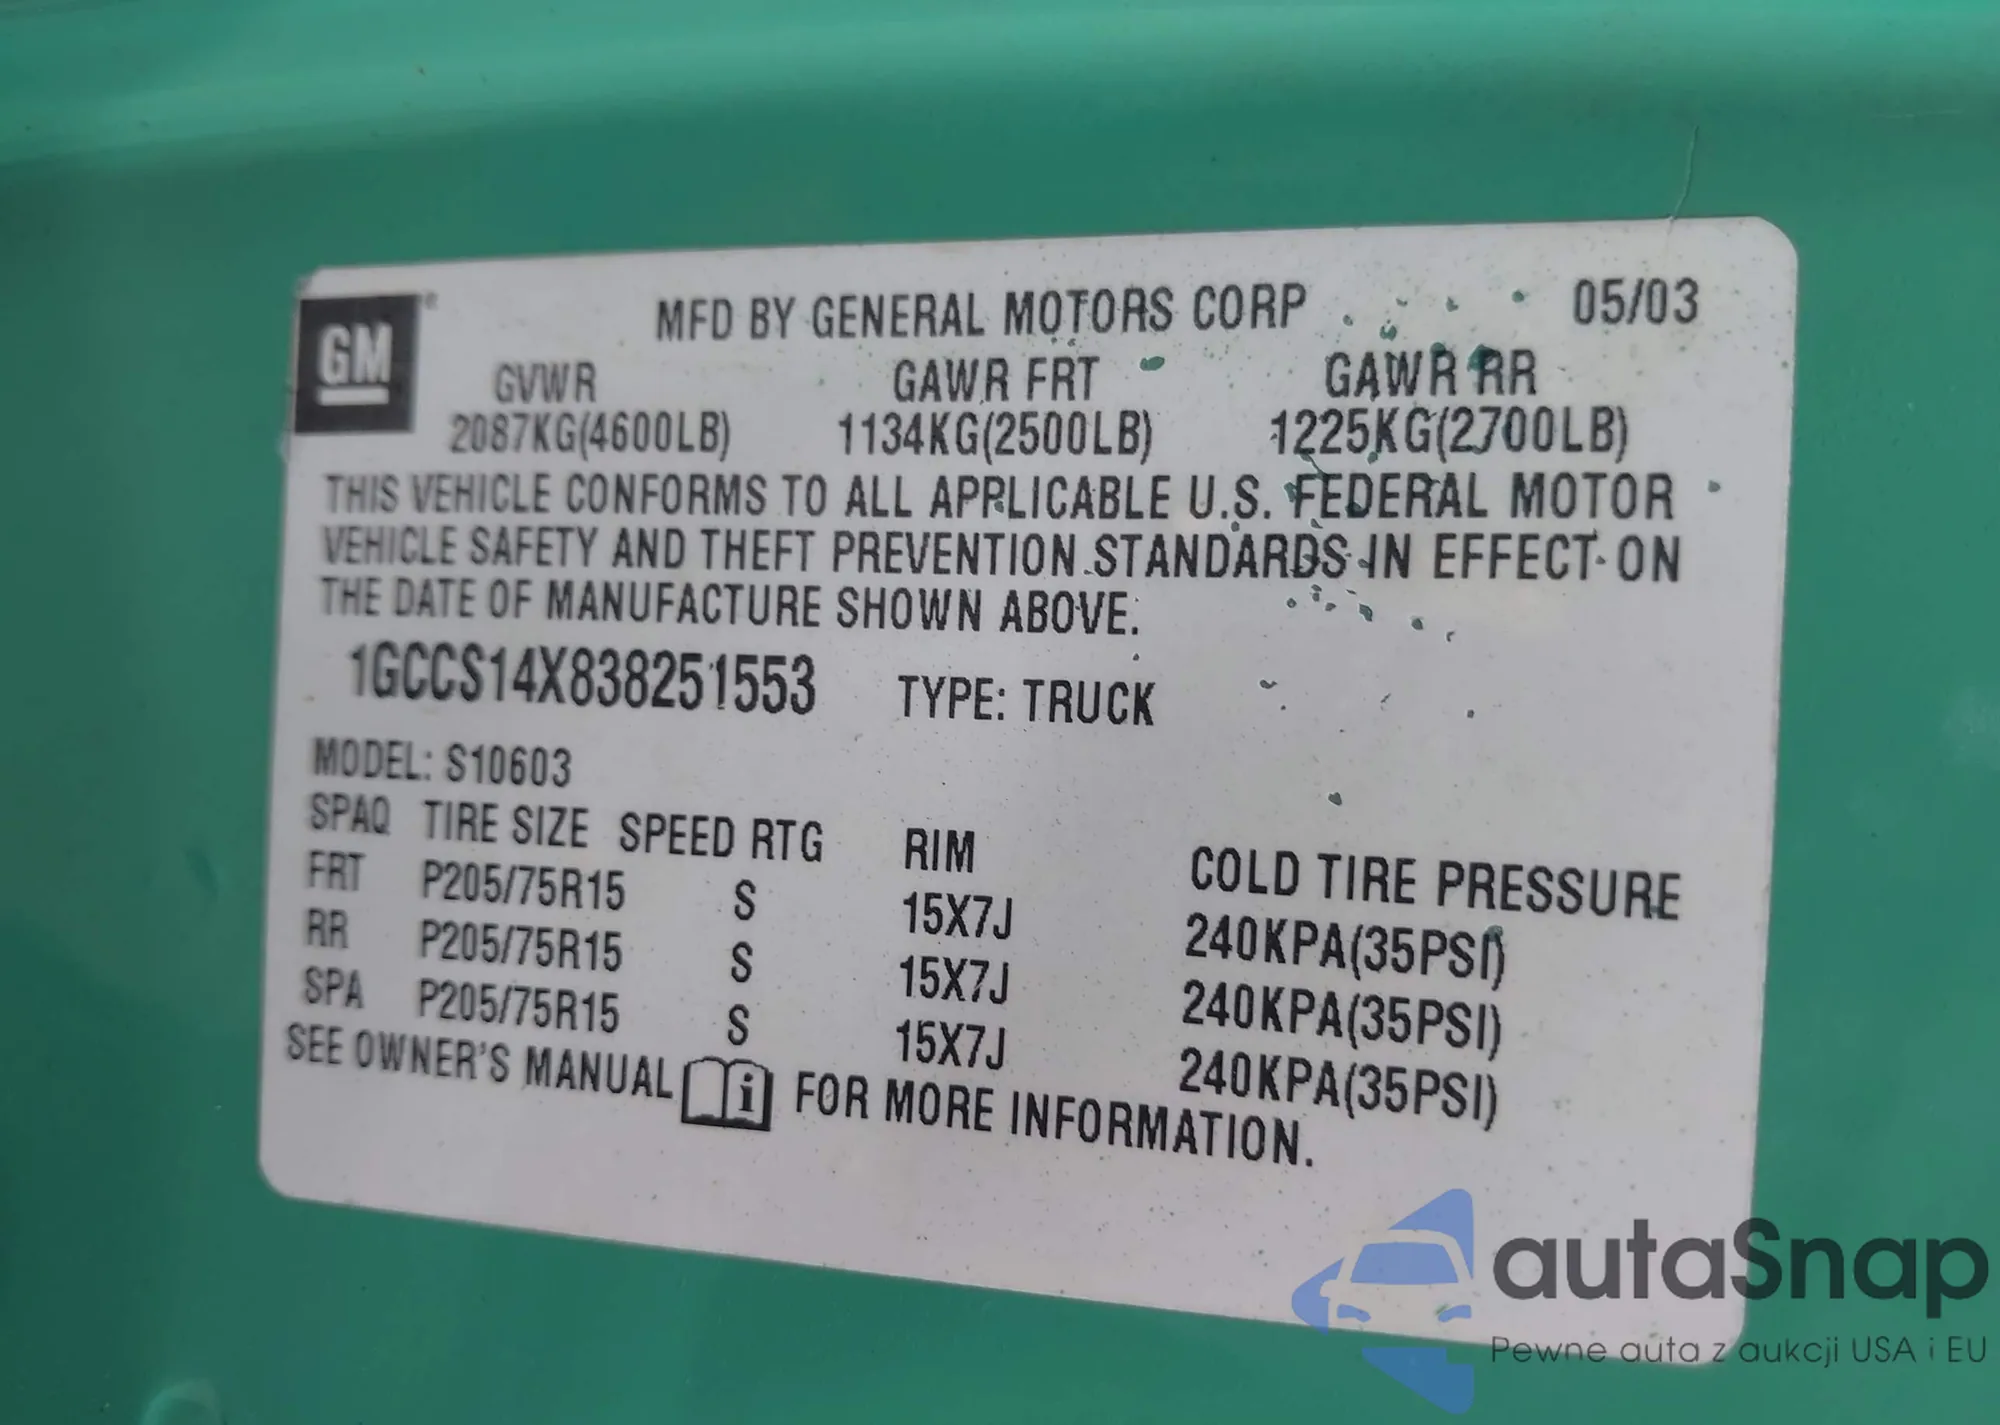 GM
MFD BY GENERAL MOTORS CORP 05/03
GVWR GAWR FRT GAWR RR
2087KG(4600LB) 1134KG(2500LB) 1225KG(2700LB)
THIS VEHICLE CONFORMS TO ALL APPLICABLE U.S. FEDERAL MOTOR
VEHICLE SAFETY AND THEFT PREVENTION STANDARDS IN EFFECT ON
THE DATE OF MANUFACTURE SHOWN ABOVE.
1GCCS14X838251553 TYPE: TRUCK
MODEL: S10603
SPAQ TIRE SIZE SPEED RTG RIM COLD TIRE PRESSURE
FRT P205/75R15 S 15X7J 240KPA(35PSI)
RR P205/75R15 S 15X7J 240KPA(35PSI)
SPA P205/75R15 S 15X7J 240KPA(35PSI)
SEE OWNER'S MANUAL i FOR MORE INFORMATION.
autaSnap
Pewne auta z aukcji USA i EU